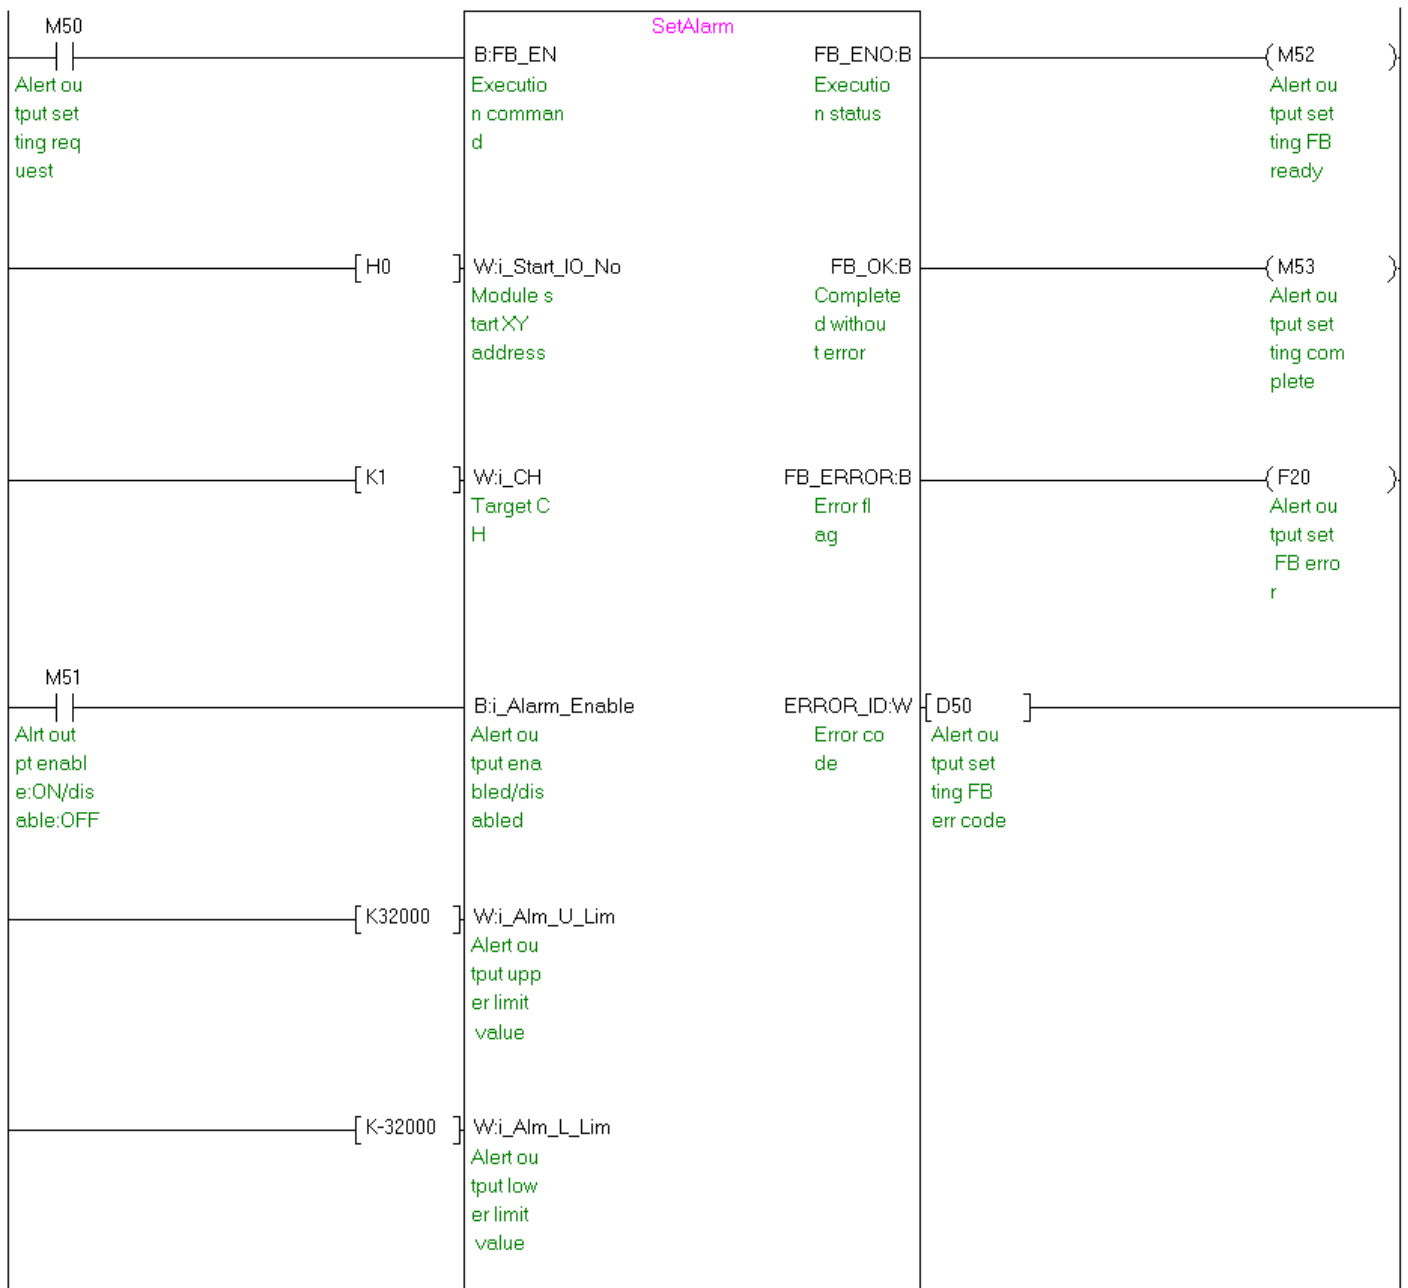 SetAlarm
M50
B:FB_EN
FB_ENO:B
M52
Alert ou
tput set
ting req
uest
Executio
n comman
d
Executio
n status
Alert ou
tput set
ting FB
ready
H0
W:i_Start_IO_No
FB_OK:B
M53
Module s
tart XY
address
Complete
d withou
t error
Alert ou
tput set
ting com
plete
K1
W:i_CH
FB_ERROR:B
F20
Target C
H
Error fl
ag
Alert ou
tput set
FB erro
r
M51
B:i_Alarm_Enable
ERROR_ID:W
D50
Alrt out
pt enabl
e:ON/dis
able:OFF
Alert ou
tput ena
bled/dis
abled
Error co
de
Alert ou
tput set
ting FB
err code
K32000
W:i_Alm_U_Lim
Alert ou
tput upp
er limit
value
K-32000
W:i_Alm_L_Lim
Alert ou
tput low
er limit
value